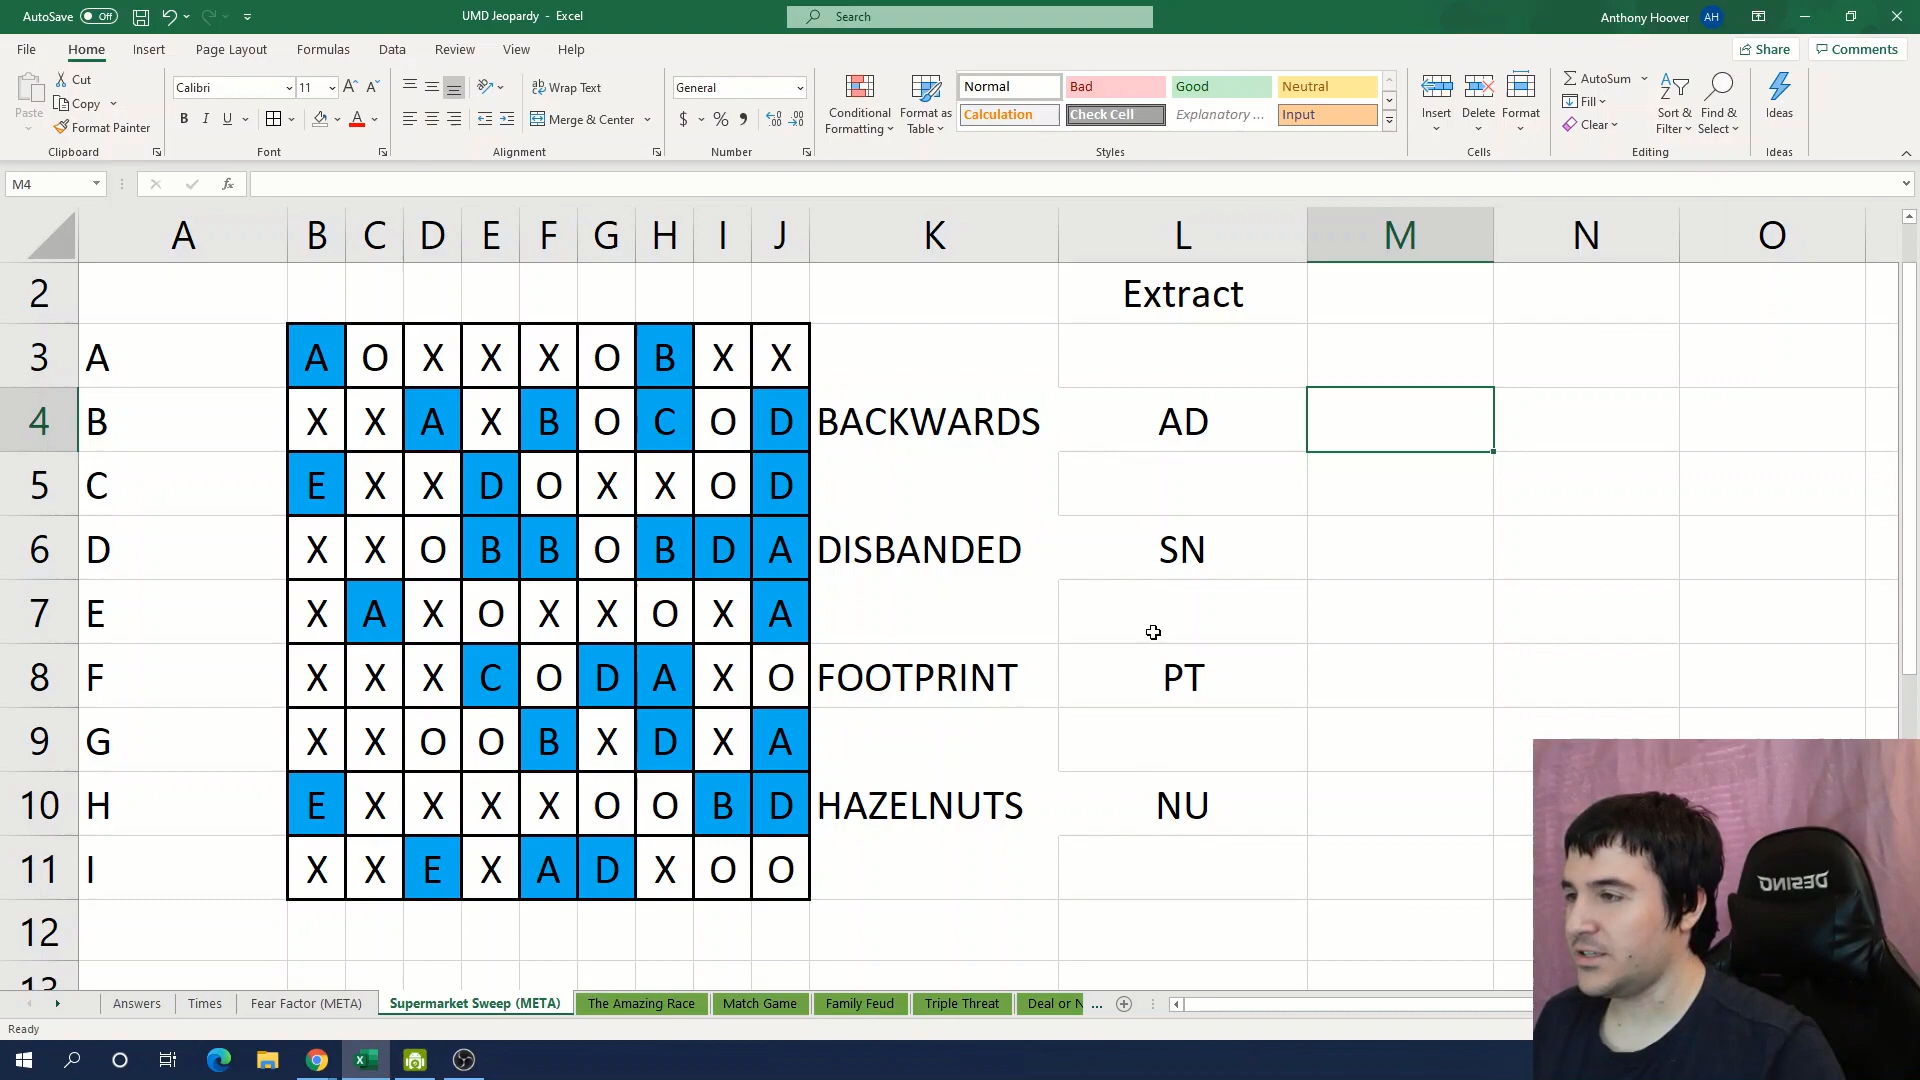 AutoSave Off
UMD Jeopardy - Excel
Search
Anthony Hoover AH
File Home Insert Page Layout Formulas Data Review View Help
Share Comments
Paste Cut Copy Format Painter Clipboard
Calibri 11 B I U Font
Wrap Text Merge & Center Alignment
General $ % Number
Conditional Formatting Format as Table
Normal Bad Good Neutral
Calculation Check Cell Explanatory ... Input
Styles
Insert Delete Format Cells
AutoSum Fill Clear Sort & Filter Find & Select Editing
Ideas Ideas
M4 fx
A B C D E F G H I J K L M N O
2 Extract
3 A A O X X X O B X X
4 B X X A X B O C O D BACKWARDS AD
5 C E X X D O X X O D
6 D X X O B B O B D A DISBANDED SN
7 E X A X O X X O X A
8 F X X X C O D A X O FOOTPRINT PT
9 G X X O O B X D X A
10 H E X X X X O O B D HAZELNUTS NU
11 I X X E X A D X O O
12
13
Answers Times Fear Factor (META) Supermarket Sweep (META) The Amazing Race Match Game Family Feud Triple Threat Deal or N ...
Ready
DESINO